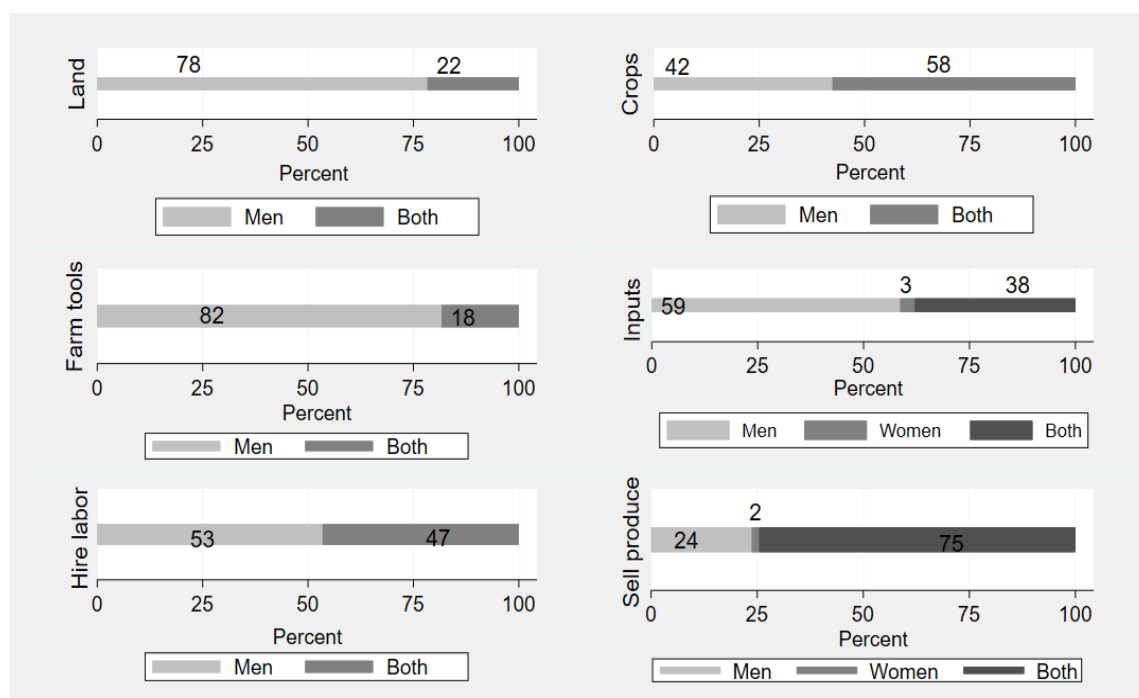 Land
78 22
0 25 50 75 100
Percent
Men Both
Crops
42 58
0 25 50 75 100
Percent
Men Both
Farm tools
82 18
0 25 50 75 100
Percent
Men Both
Inputs
59 3 38
0 25 50 75 100
Percent
Men Women Both
Hire labor
53 47
0 25 50 75 100
Percent
Men Both
Sell produce
24 2 75
0 25 50 75 100
Percent
Men Women Both